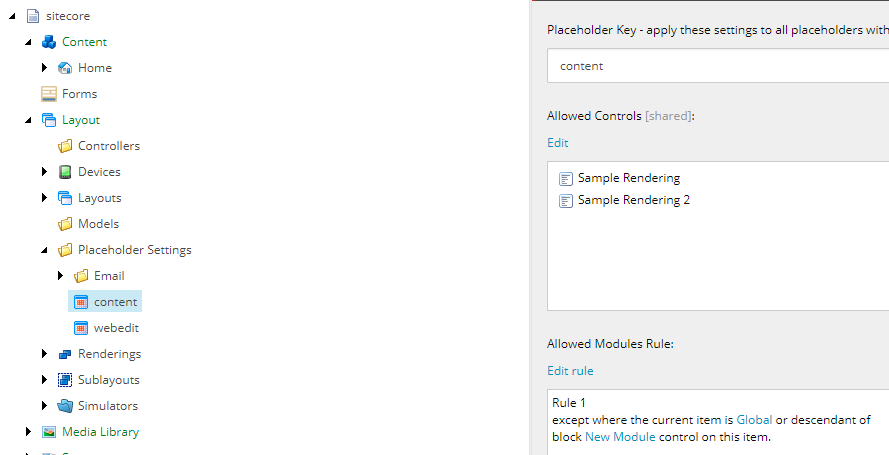 sitecore
Content
Home
Forms
Layout
Controllers
Devices
Layouts
Models
Placeholder Settings
Email
content
webedit
Renderings
Sublayouts
Simulators
Media Library
Placeholder Key - apply these settings to all placeholders with
content
Allowed Controls [shared]:
Edit
Sample Rendering
Sample Rendering 2
Allowed Modules Rule:
Edit rule
Rule 1
except where the current item is Global or descendant of
block New Module control on this item.